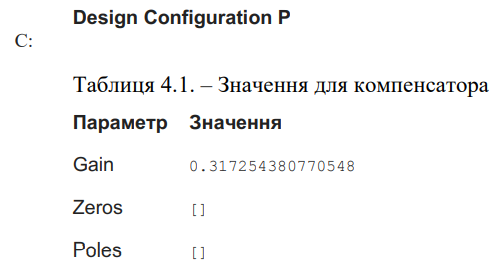 Design Configuration P
C:
Таблиця 4.1. – Значення для компенсатора
Параметр Значення
Gain 0.317254380770548
Zeros []
Poles []